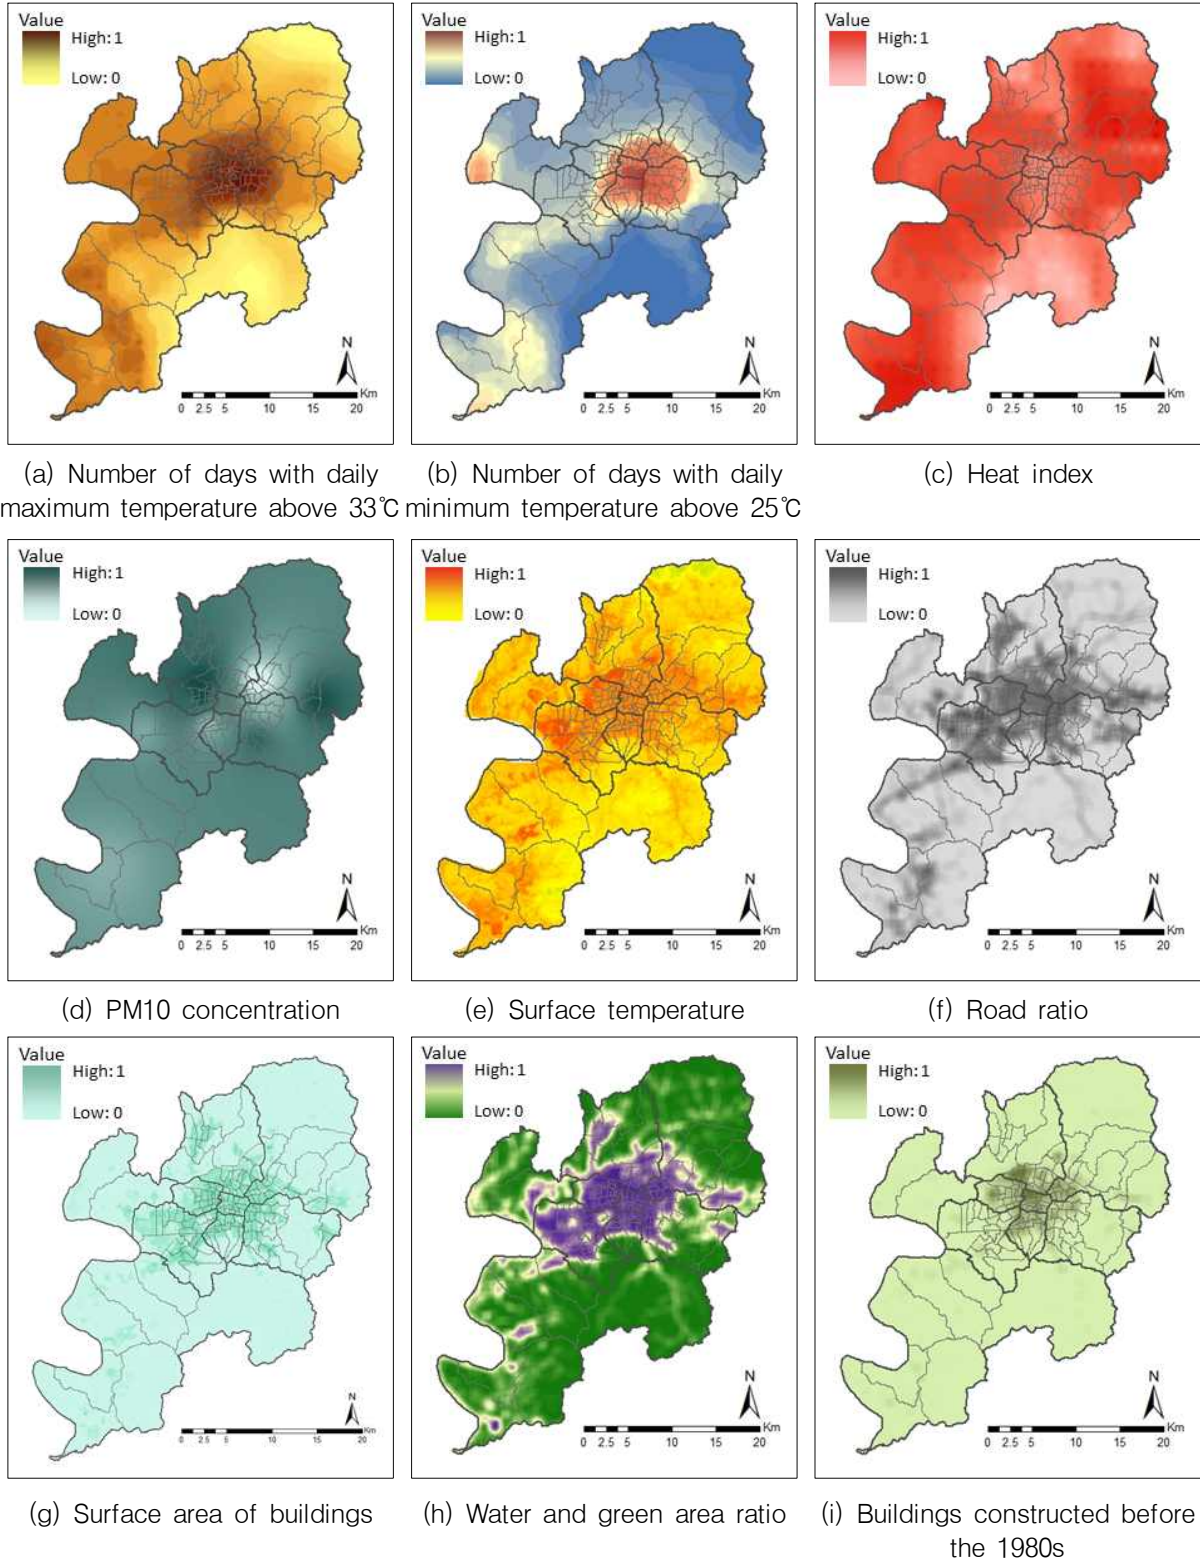 Value
High: 1
Low: 0
N
0 2.5 5 10 15 20 Km
Value
High: 1
Low: 0
N
0 2.5 5 10 15 20
Value
High: 1
Low: 0
N
0 2.5 5 10 15 20 Km
(a) Number of days with daily
maximum temperature above 33℃
(b) Number of days with daily
minimum temperature above 25℃
(c) Heat index
Value
High: 1
Low: 0
N
0 2.5 5 10 15 20 Km
Value
High: 1
Low: 0
N
0 2.5 5 10 15 20 Km
Value
High: 1
Low: 0
N
0 2.5 5 10 15 20 Km
(d) PM10 concentration
(e) Surface temperature
(f) Road ratio
Value
High: 1
Low: 0
N
0 2.5 5 10 15 20 Km
Value
High: 1
Low: 0
N
0 2.5 5 10 15 20 Km
Value
High: 1
Low: 0
N
0 2.5 5 10 15 20 Km
(g) Surface area of buildings
(h) Water and green area ratio
(i) Buildings constructed before
the 1980s